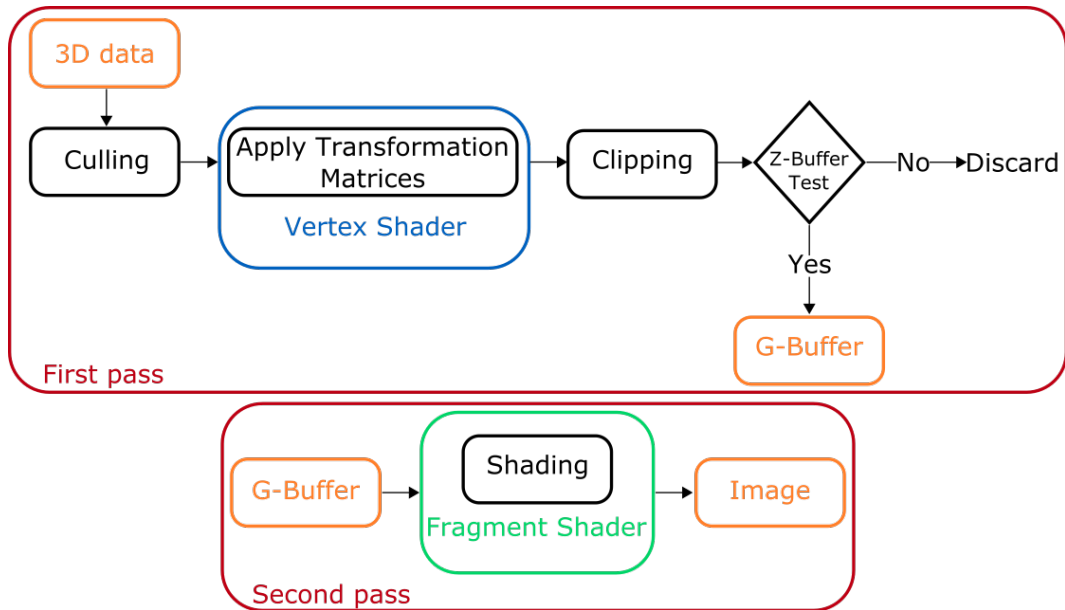 3D data
Culling
Apply Transformation
Matrices
Vertex Shader
Clipping
Z-Buffer
Test
No
Discard
Yes
G-Buffer
First pass
G-Buffer
Shading
Fragment Shader
Image
Second pass